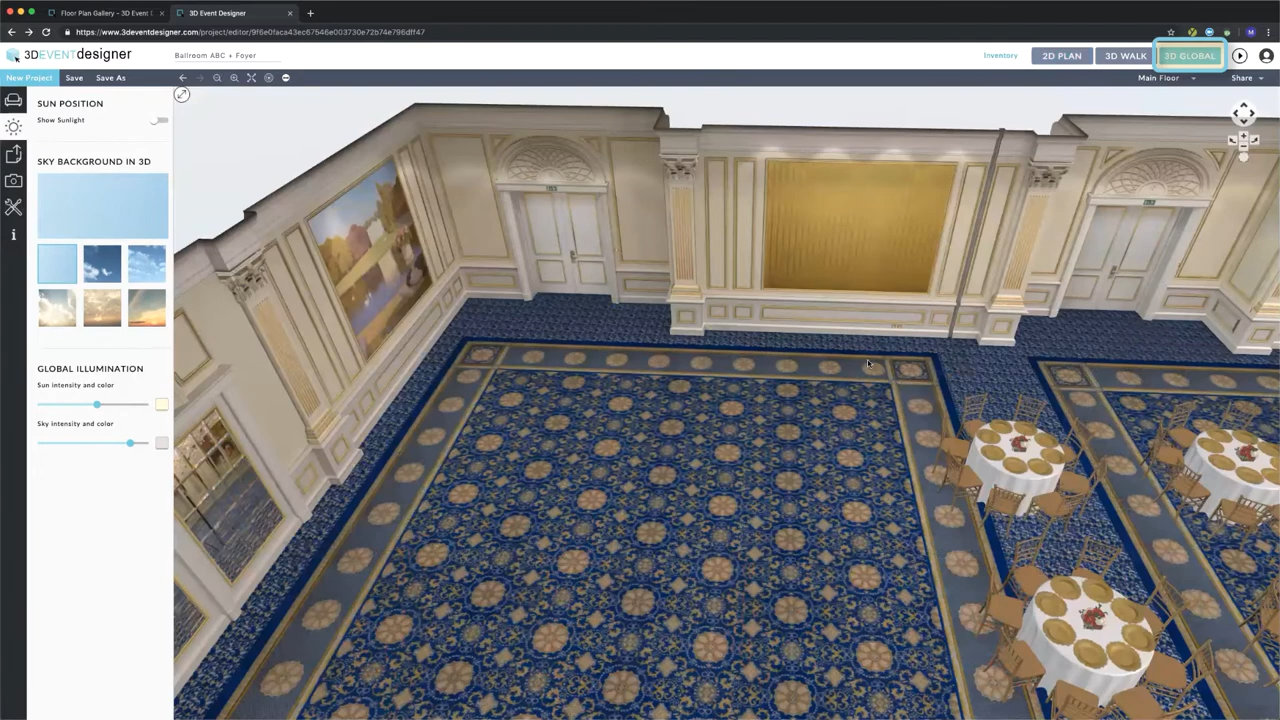 Floor Plan Gallery - 3D Event
3D Event Designer
https://www.3deventdesigner.com/project/editor/9f6e0faca43ec67546e003730e72b74e796dff47
M
3DEVENTdesigner
Ballroom ABC + Foyer
Inventory
2D PLAN
3D WALK
3D GLOBAL
New Project
Save
Save As
Main Floor
Share
SUN POSITION
Show Sunlight
SKY BACKGROUND IN 3D
GLOBAL ILLUMINATION
Sun intensity and color
Sky intensity and color